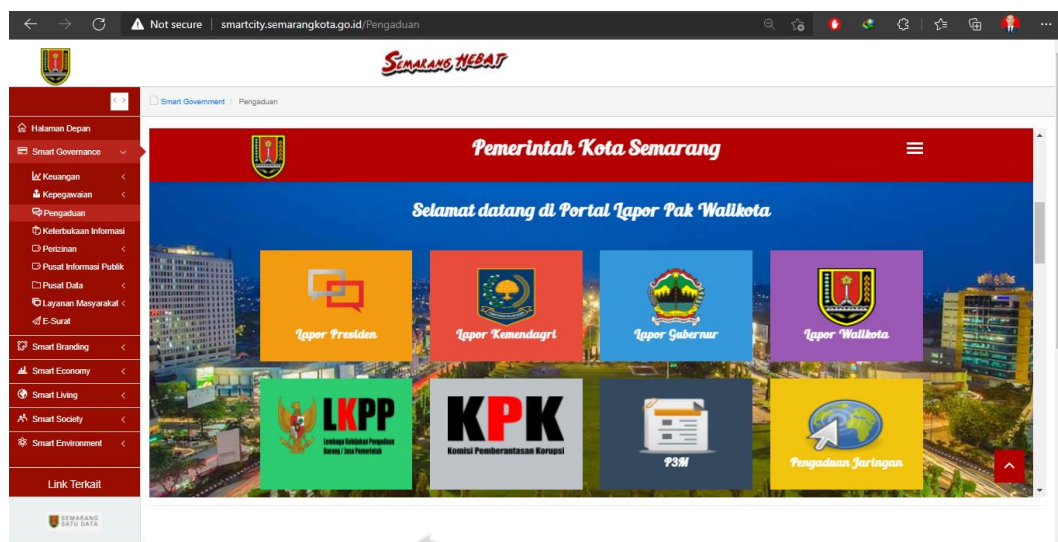 Not secure | smartcity.semarangkota.go.id/Pengaduan
SEMARANG HEBAT
Smart Government / Pengaduan
Halaman Depan
Smart Governance
Keuangan
Kepegawaian
Pengaduan
Keterbukaan Informasi
Perizinan
Pusat Informasi Publik
Pusat Data
Layanan Masyarakat
E-Surat
Smart Branding
Smart Economy
Smart Living
Smart Society
Smart Environment
Link Terkait
SEMARANG
SATU DATA
Pemerintah Kota Semarang
Selamat datang di Portal Lapor Pak Walikota
Lapor Presiden
Lapor Kemendagri
Lapor Gubernur
Lapor Walikota
LKPP
Lembaga Kebijakan Pengadaan
Barang / Jasa Pemerintah
KPK
Komisi Pemberantasan Korupsi
P3M
Pengaduan Jaringan